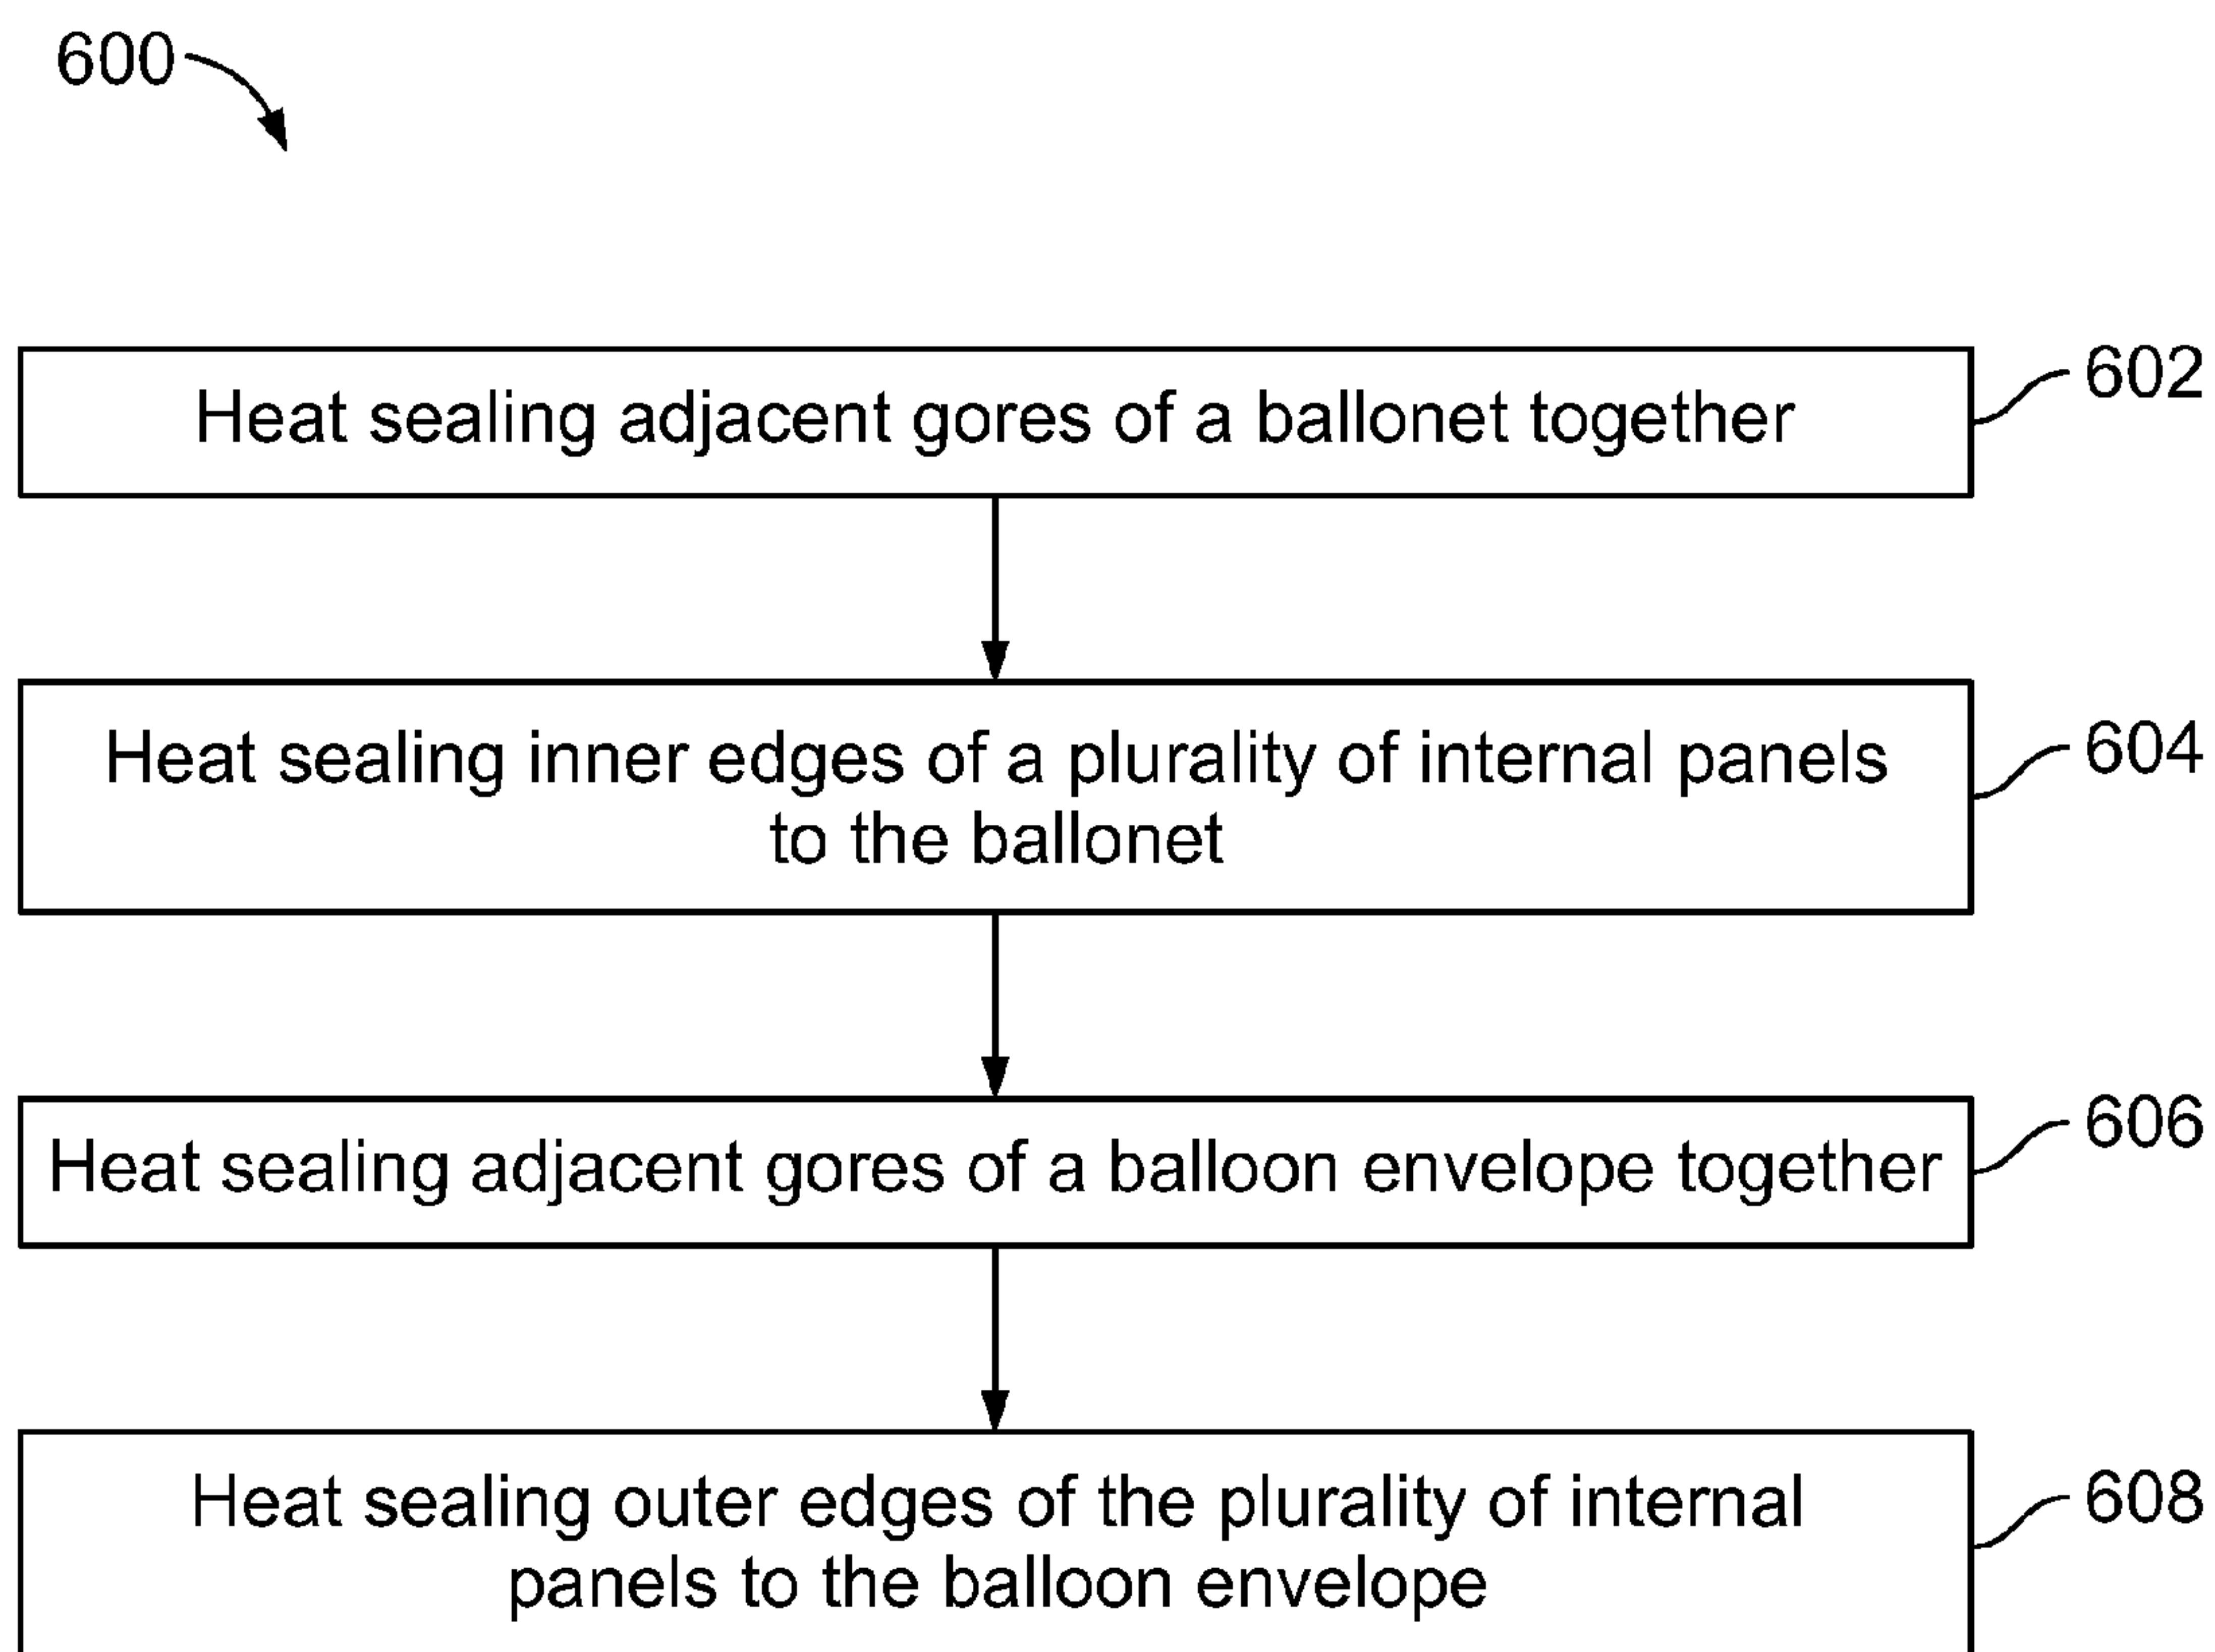 600
Heat sealing adjacent gores of a ballonet together
602
Heat sealing inner edges of a plurality of internal panels
to the ballonet
604
Heat sealing adjacent gores of a balloon envelope together
606
Heat sealing outer edges of the plurality of internal
panels to the balloon envelope
608